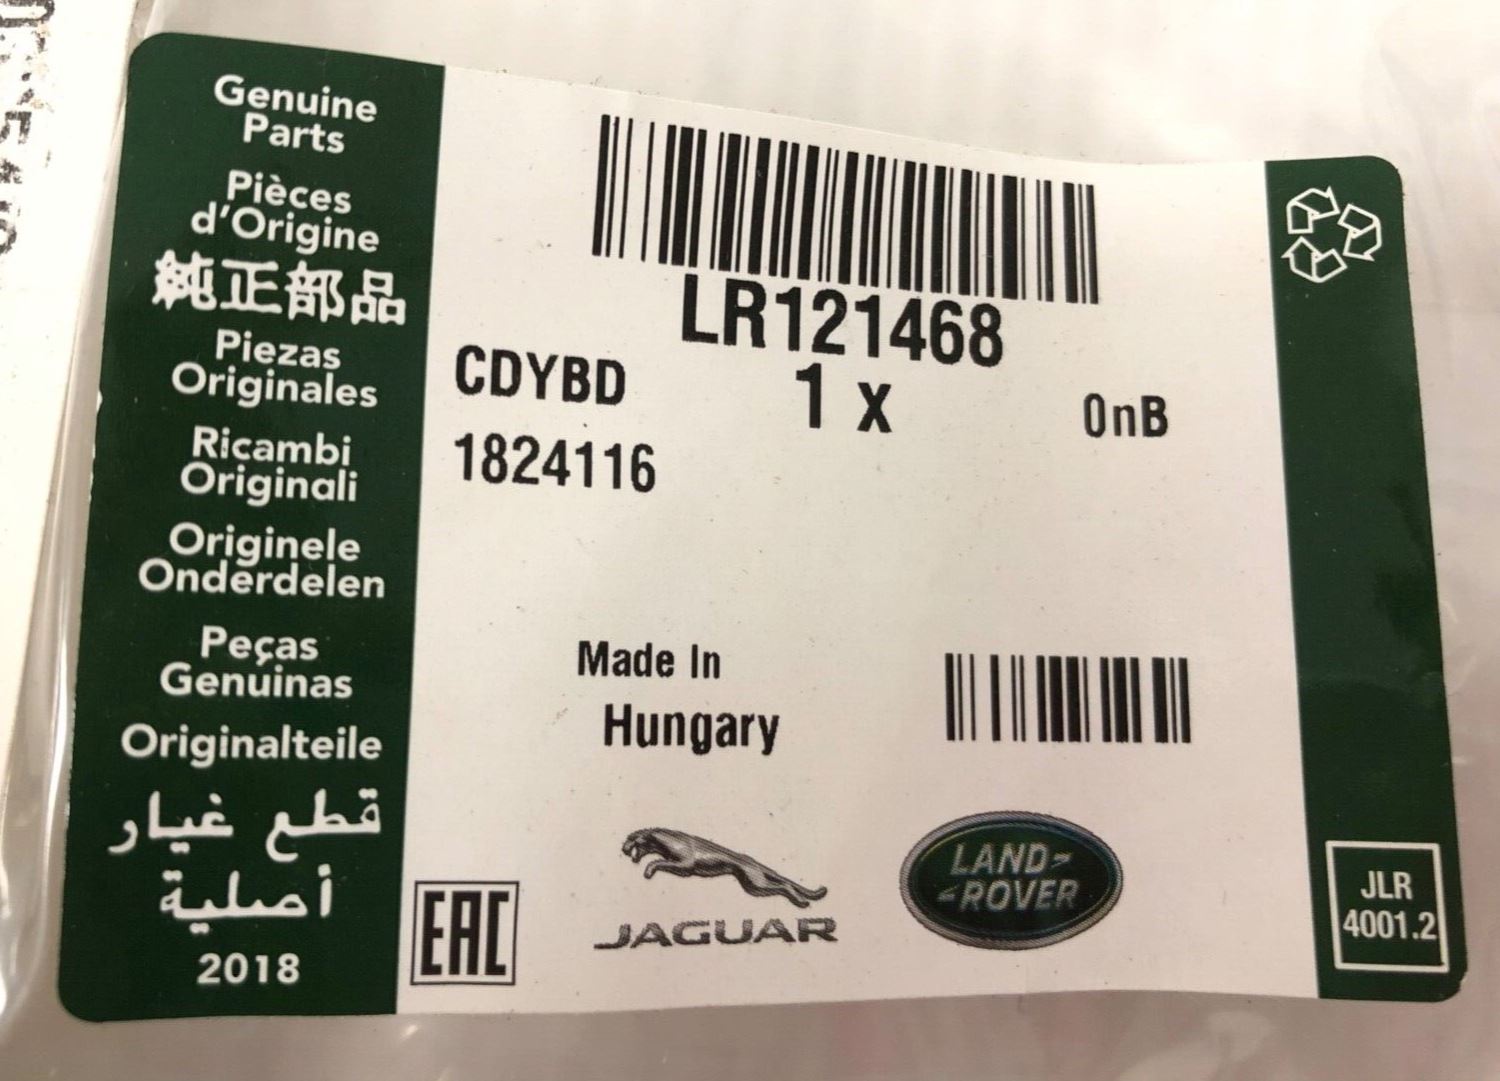 Genuine
Parts
Pièces
d'Origine
純正部品
Piezas
Originales
Ricambi
Originali
Originele
Onderdelen
Peças
Genuinas
Originalteile
قطع غيار
أصلية
2018
LR121468
CDYBD
1 x
0nB
1824116
Made In
Hungary
EAC
JAGUAR
LAND-
-ROVER
JLR
4001.2